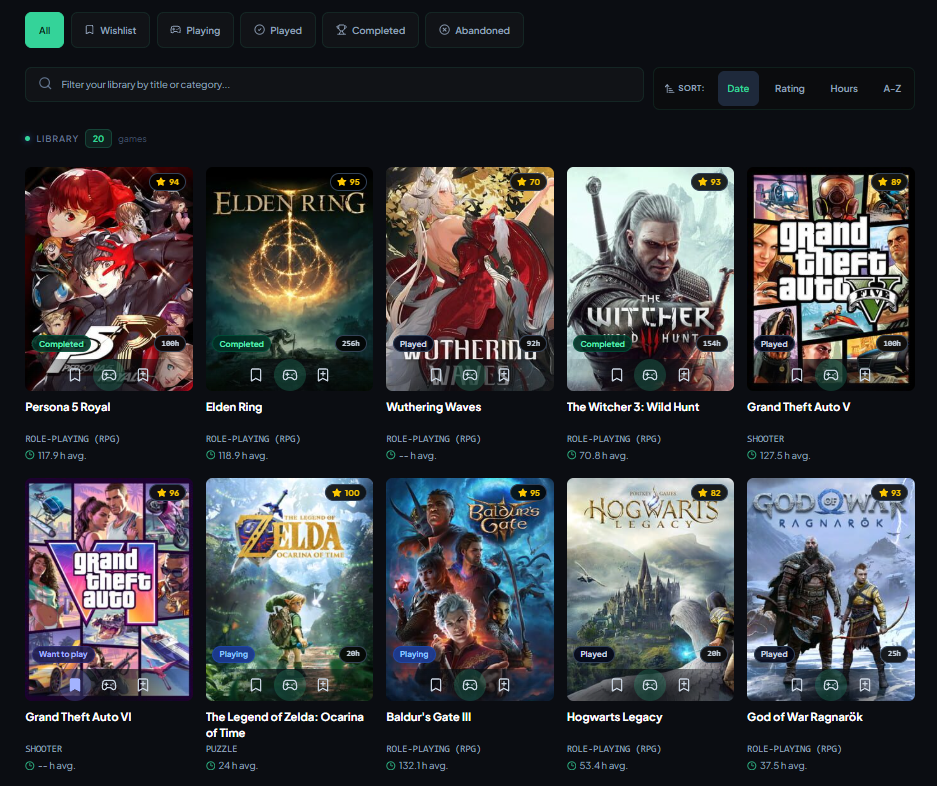 All
Wishlist
Playing
Played
Completed
Abandoned
Filter your library by title or category...
SORT:
Date
Rating
Hours
A-Z
LIBRARY 20 games
94
Completed
100h
Persona 5 Royal
ROLE-PLAYING (RPG)
117.9 h avg.
95
ELDEN RING
Completed
256h
Elden Ring
ROLE-PLAYING (RPG)
118.9 h avg.
70
Played
92h
WUTHERING
WAVES
Wuthering Waves
ROLE-PLAYING (RPG)
-- h avg.
93
THE
WITCHER
WILD HUNT
Completed
154h
The Witcher 3: Wild Hunt
ROLE-PLAYING (RPG)
70.8 h avg.
89
grand
theft
auto
FIVE
Played
100h
Grand Theft Auto V
SHOOTER
127.5 h avg.
96
grand
theft
auto
VI
Want to play
Grand Theft Auto VI
SHOOTER
-- h avg.
100
THE LEGEND OF
ZELDA
OCARINA OF TIME
Playing
20h
The Legend of Zelda: Ocarina
of Time
PUZZLE
24 h avg.
95
Baldur's
Gate
III
Playing
Baldur's Gate III
ROLE-PLAYING (RPG)
132.1 h avg.
82
HOGWARTS
LEGACY
Played
20h
Hogwarts Legacy
ROLE-PLAYING (RPG)
53.4 h avg.
93
GOD OF WAR
RAGNARÖK
Played
25h
God of War Ragnarök
ROLE-PLAYING (RPG)
37.5 h avg.